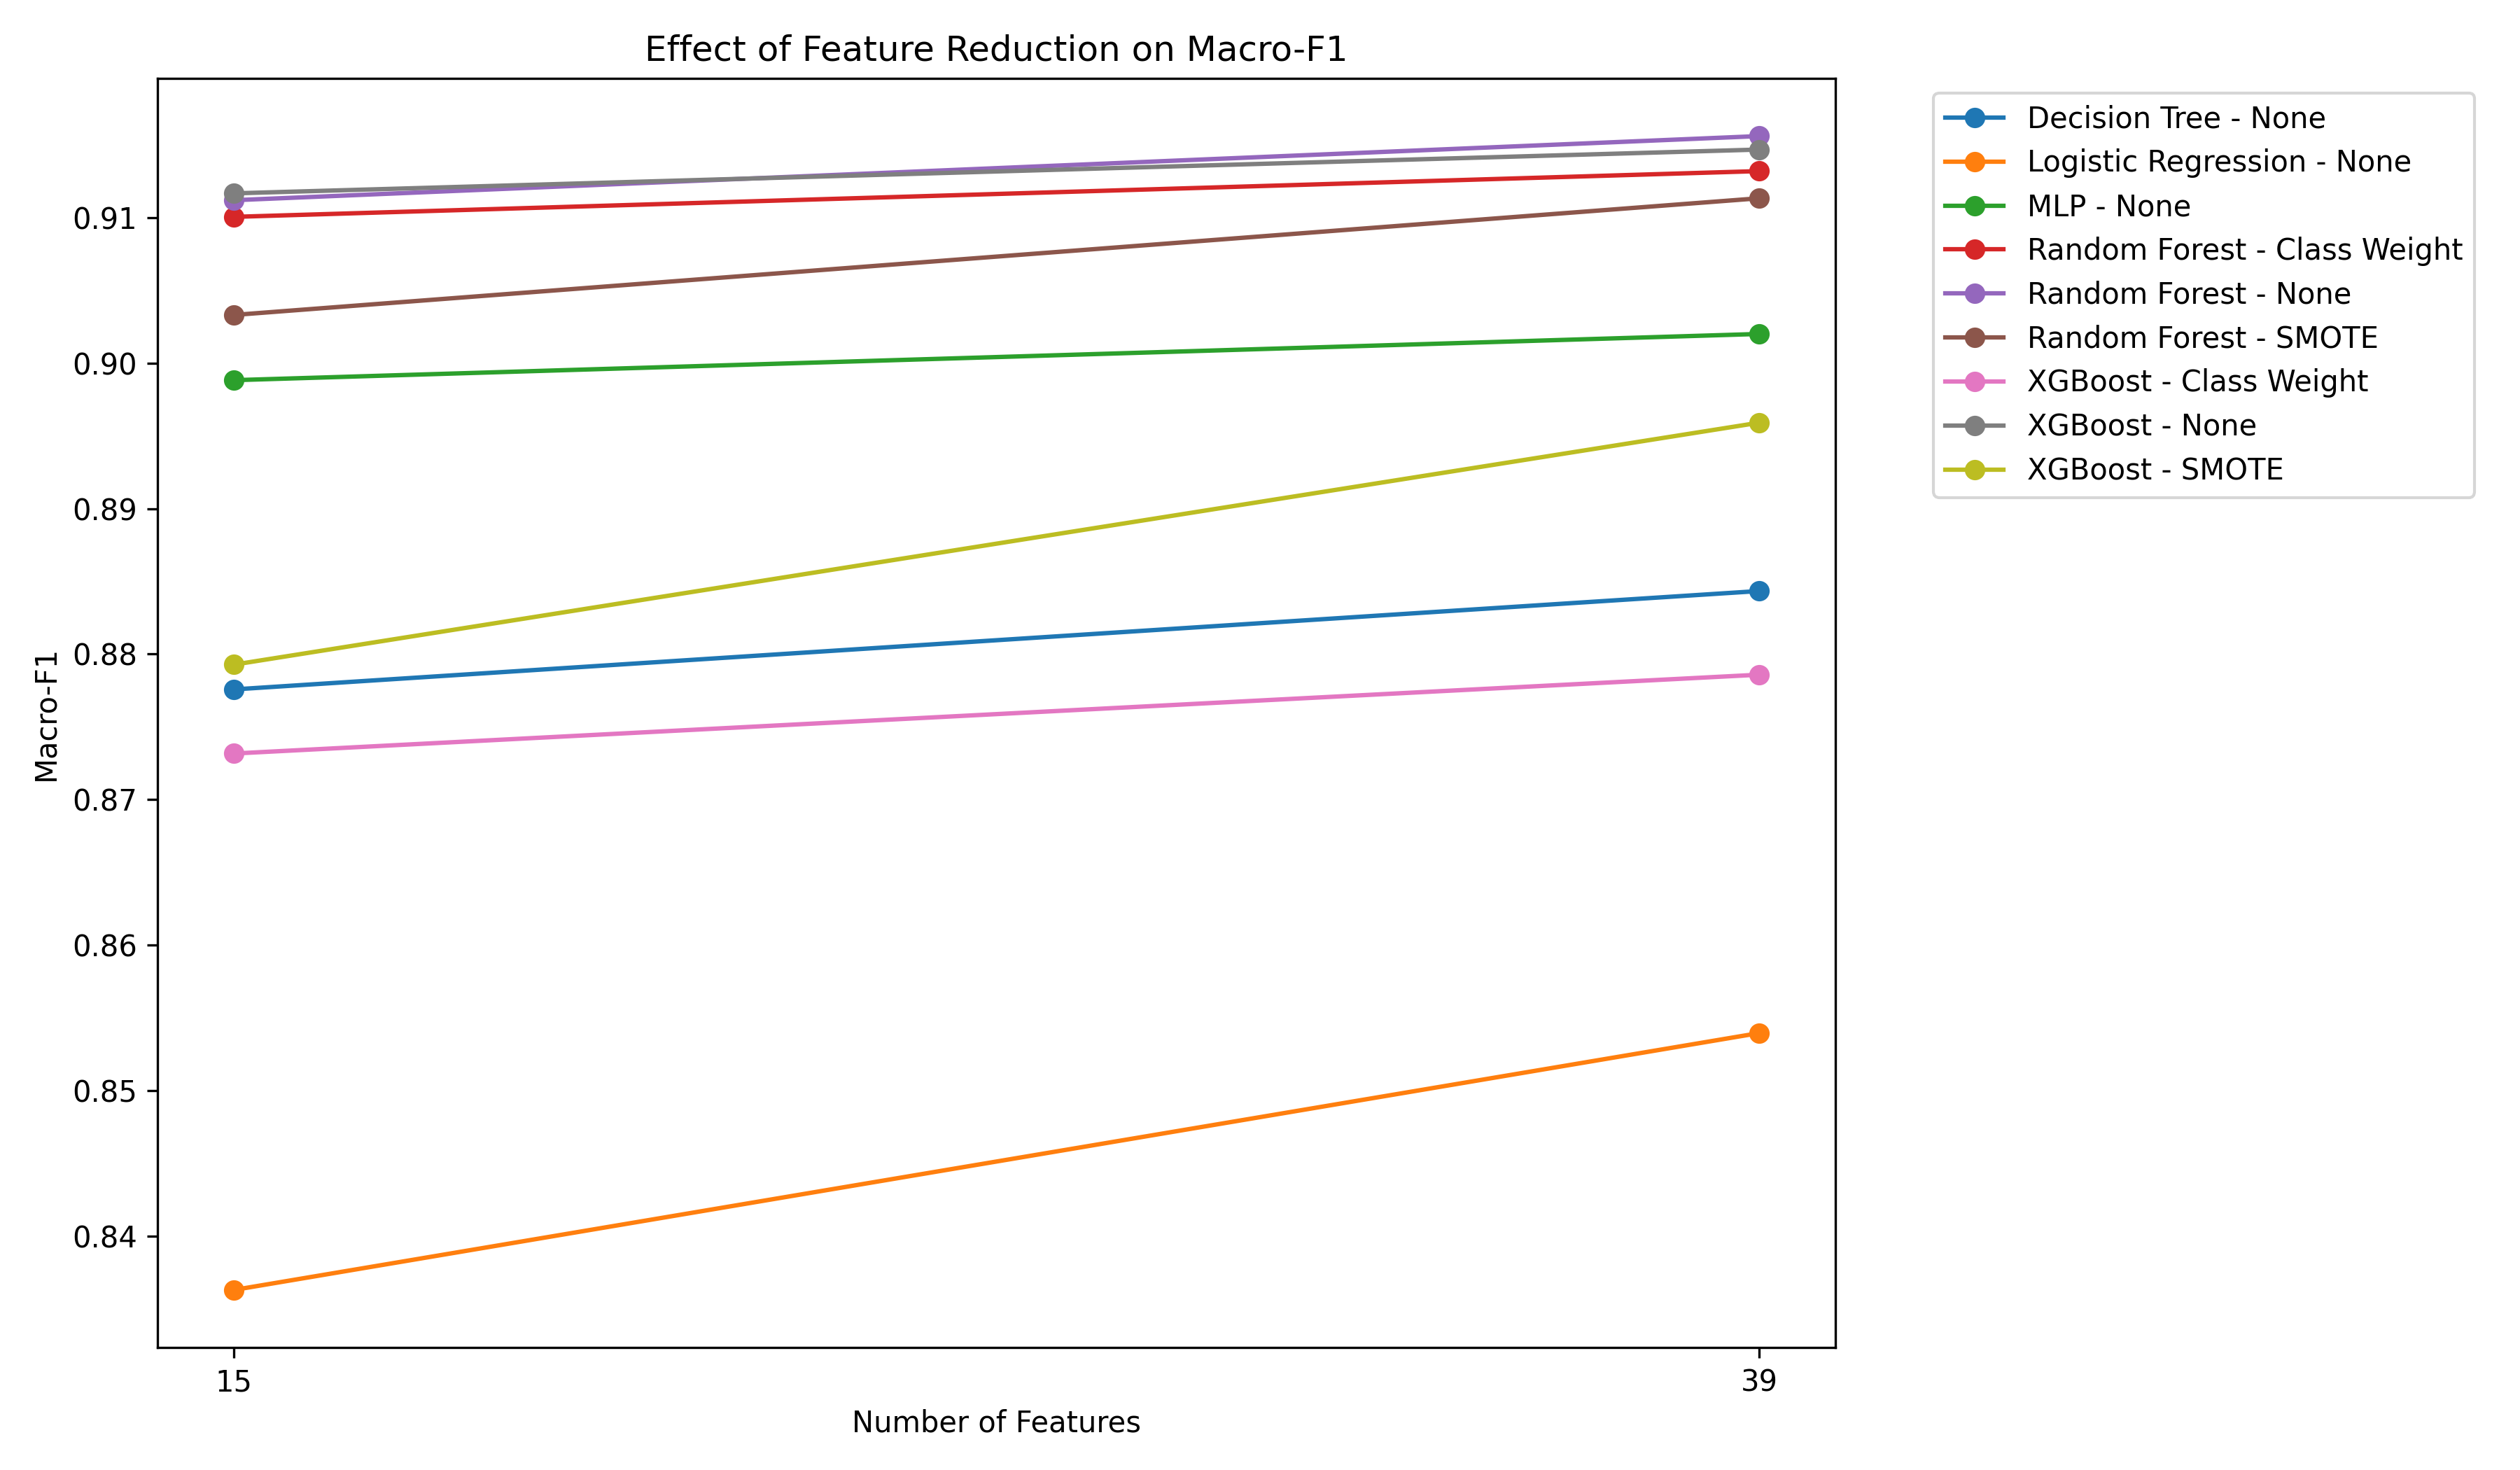 Effect of Feature Reduction on Macro-F1
Macro-F1
0.91
0.90
0.89
0.88
0.87
0.86
0.85
0.84
15
39
Number of Features
Decision Tree - None
Logistic Regression - None
MLP - None
Random Forest - Class Weight
Random Forest - None
Random Forest - SMOTE
XGBoost - Class Weight
XGBoost - None
XGBoost - SMOTE